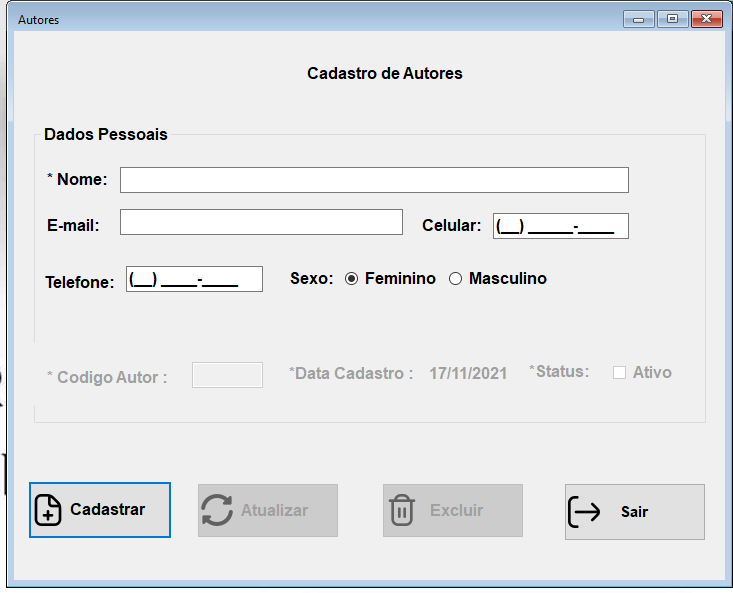 Autores
Cadastro de Autores
Dados Pessoais
* Nome:
E-mail:
Celular: (__) _____-____
Telefone: (__) ____-____
Sexo: Feminino Masculino
* Codigo Autor :
*Data Cadastro : 17/11/2021
*Status: Ativo
Cadastrar
Atualizar
Excluir
Sair